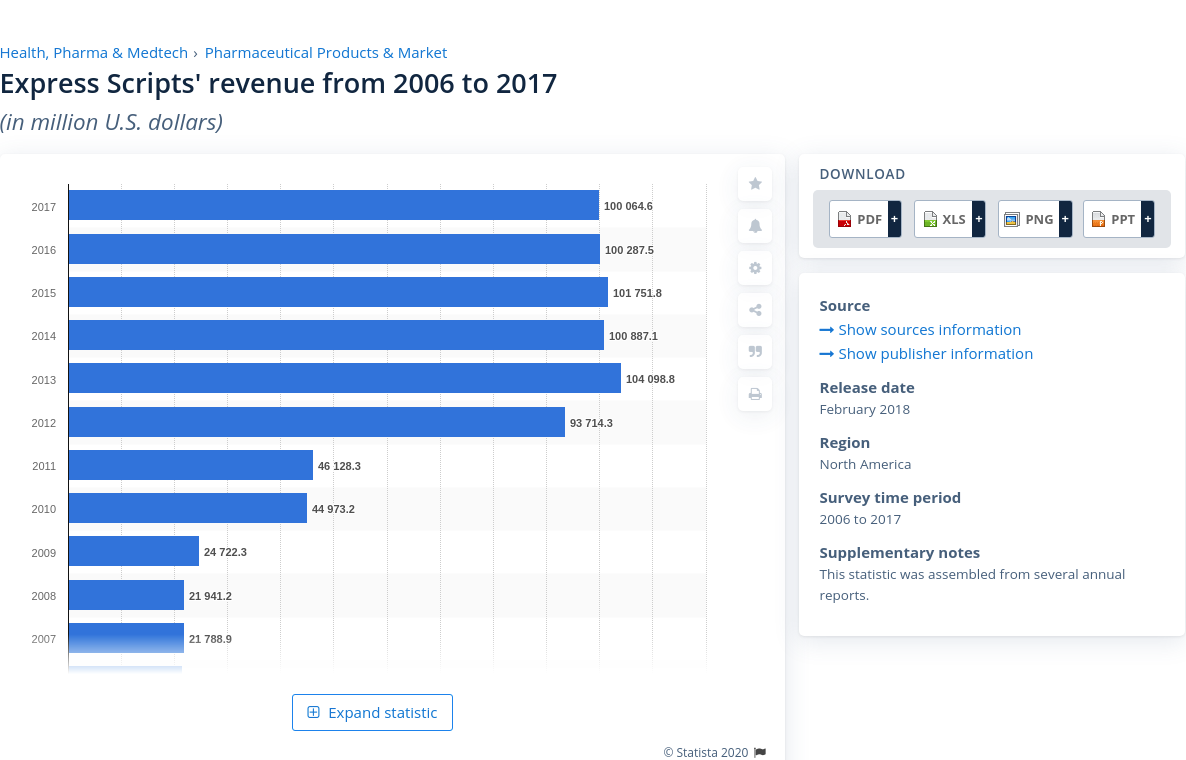 Health, Pharma & Medtech › Pharmaceutical Products & Market
Express Scripts' revenue from 2006 to 2017
(in million U.S. dollars)
2017 100 064.6
2016 100 287.5
2015 101 751.8
2014 100 887.1
2013 104 098.8
2012 93 714.3
2011 46 128.3
2010 44 973.2
2009 24 722.3
2008 21 941.2
2007 21 788.9
Expand statistic
© Statista 2020
DOWNLOAD
PDF + XLS + PNG + PPT +
Source
Show sources information
Show publisher information
Release date
February 2018
Region
North America
Survey time period
2006 to 2017
Supplementary notes
This statistic was assembled from several annual
reports.